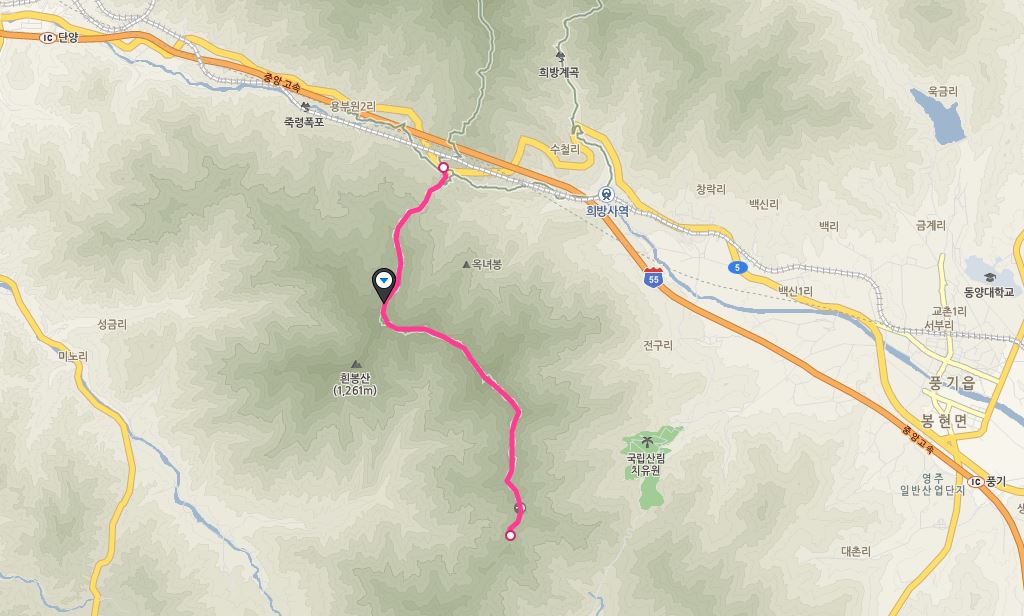 IC 단양
중앙고속
희방계곡
죽령폭포
용부원2리
욱금리
수철리
희방사역
창락리
백신리
백리
금계리
옥녀봉
55
5
동양대학교
백신1리
교촌1리
서부리
성금리
미노리
전구리
흰봉산
(1,261m)
풍기읍
봉현면
중앙고속
국립산림
치유원
영주
일반산업단지
IC 풍기
대촌리